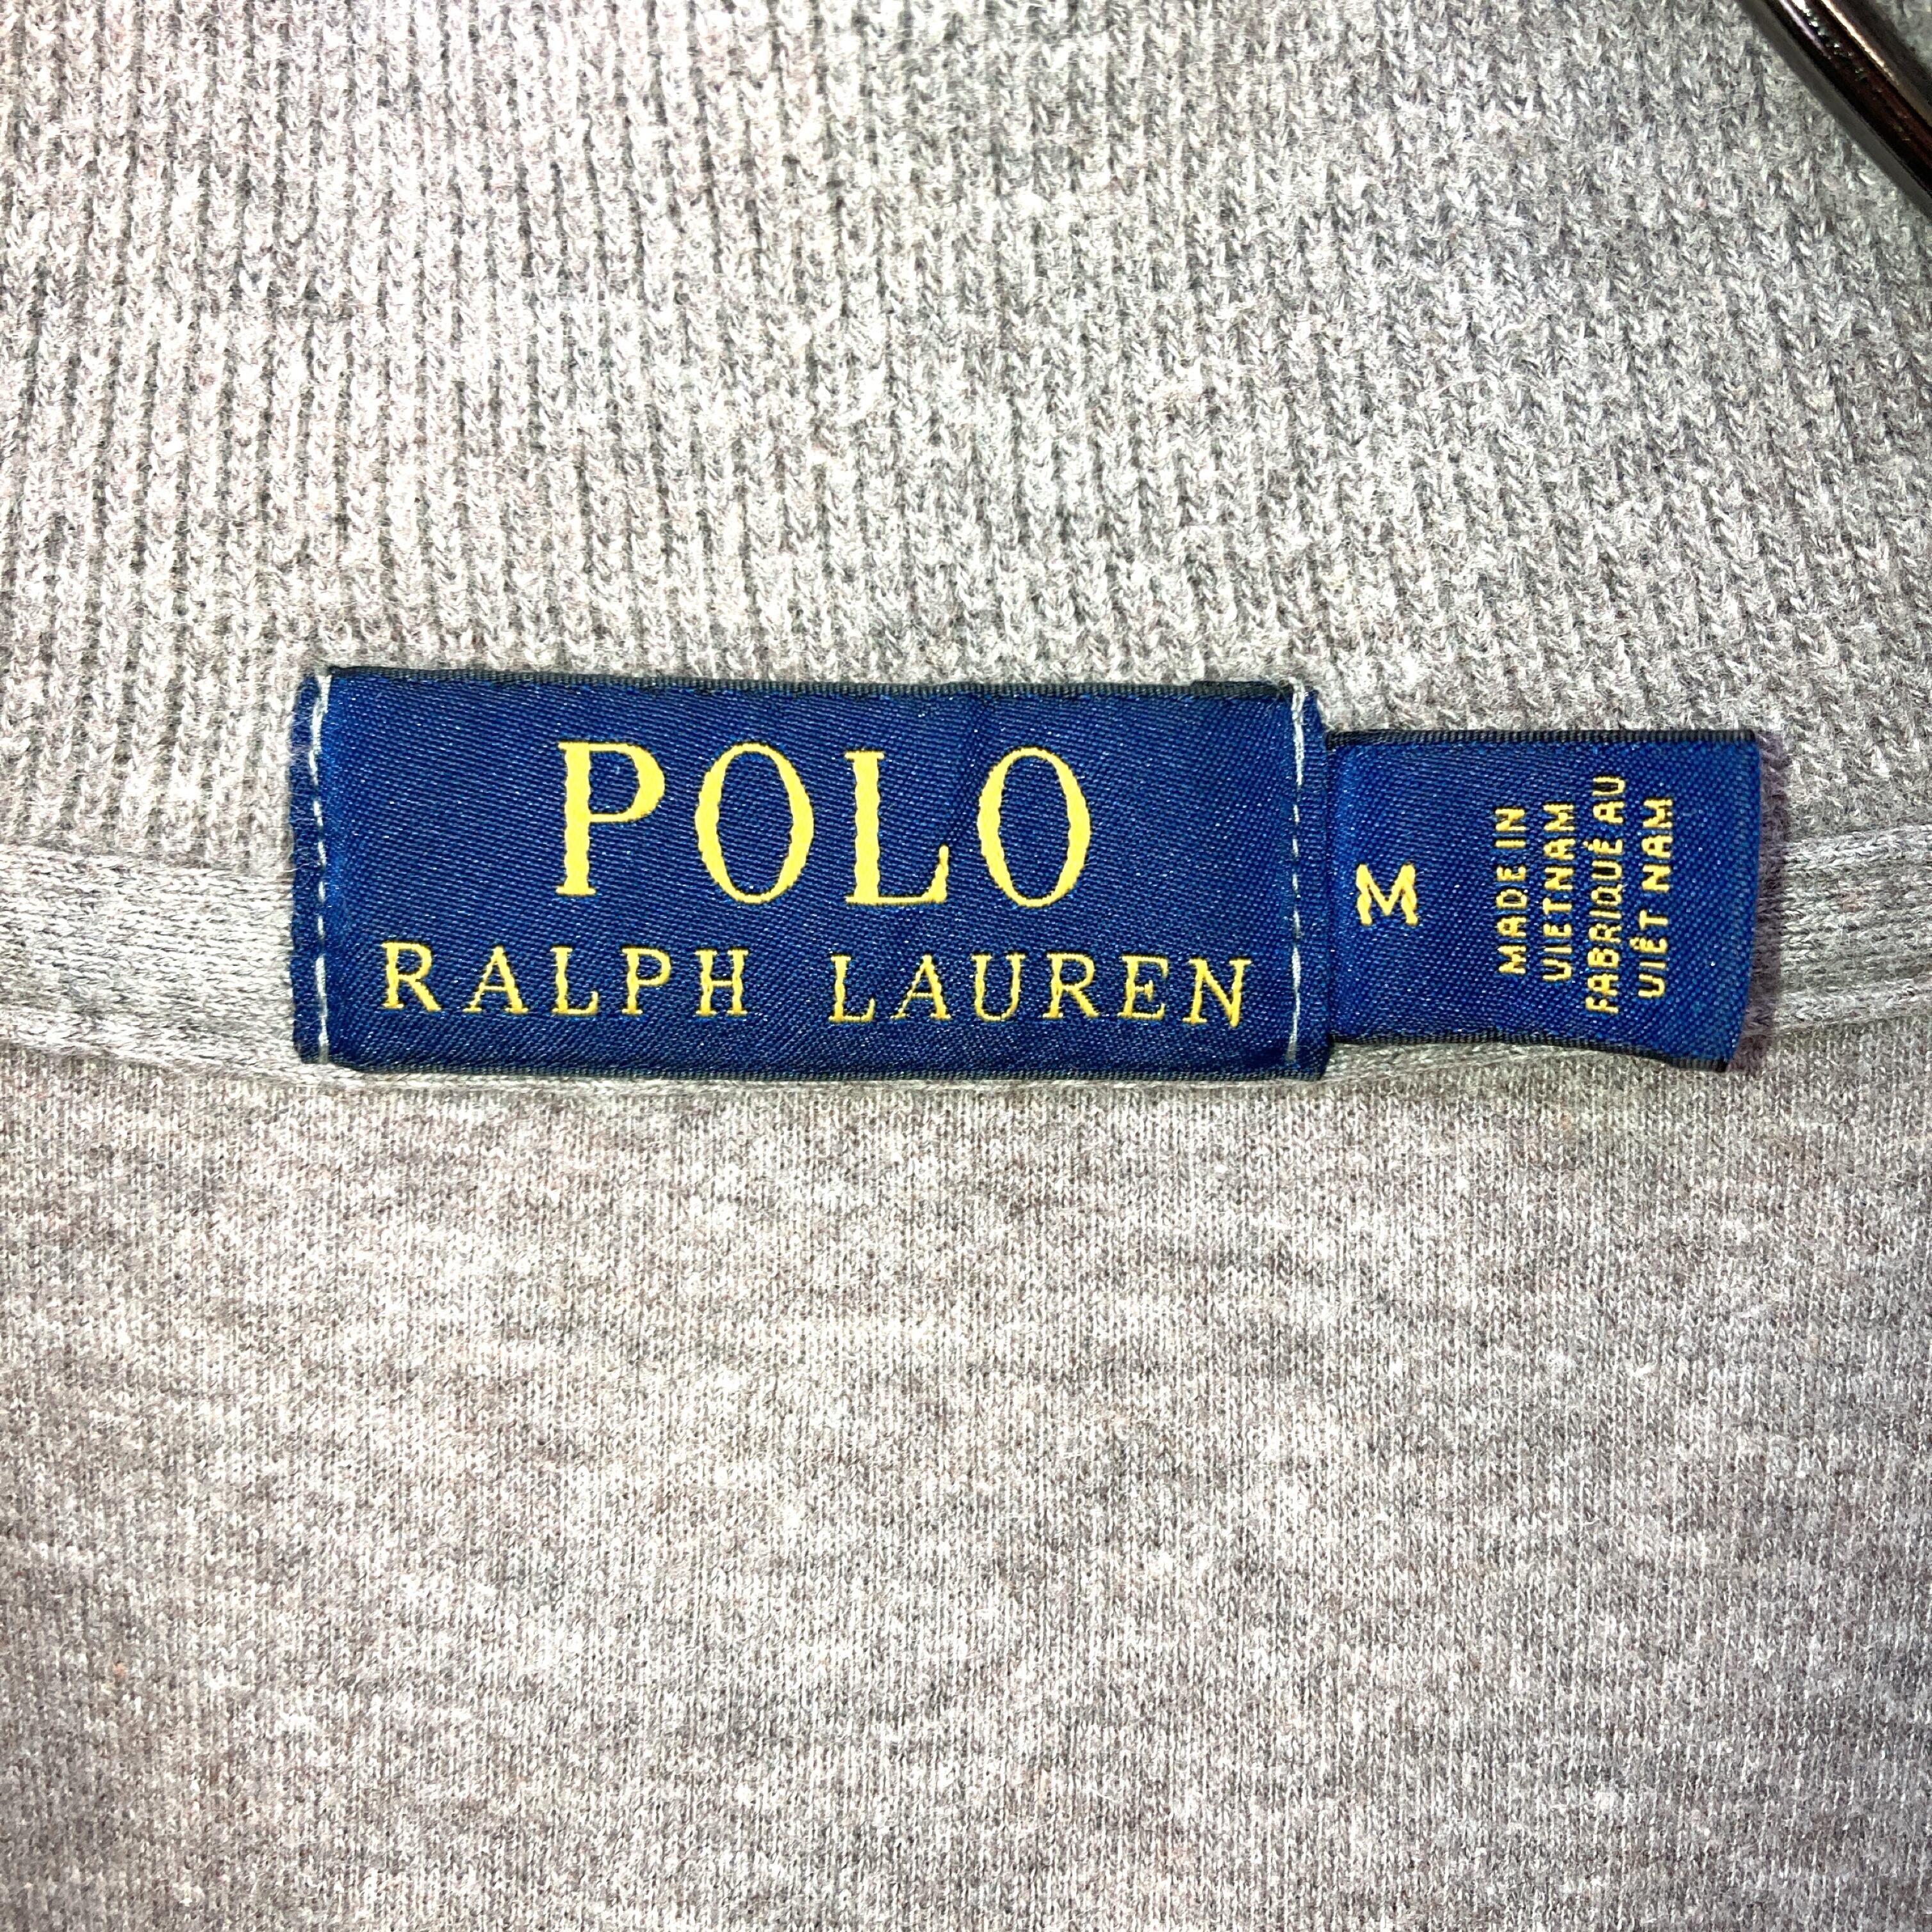 POLO
RALPH LAUREN
M
MADE IN
VIETNAM
FABRIQUÉ AU
VIÊT NAM